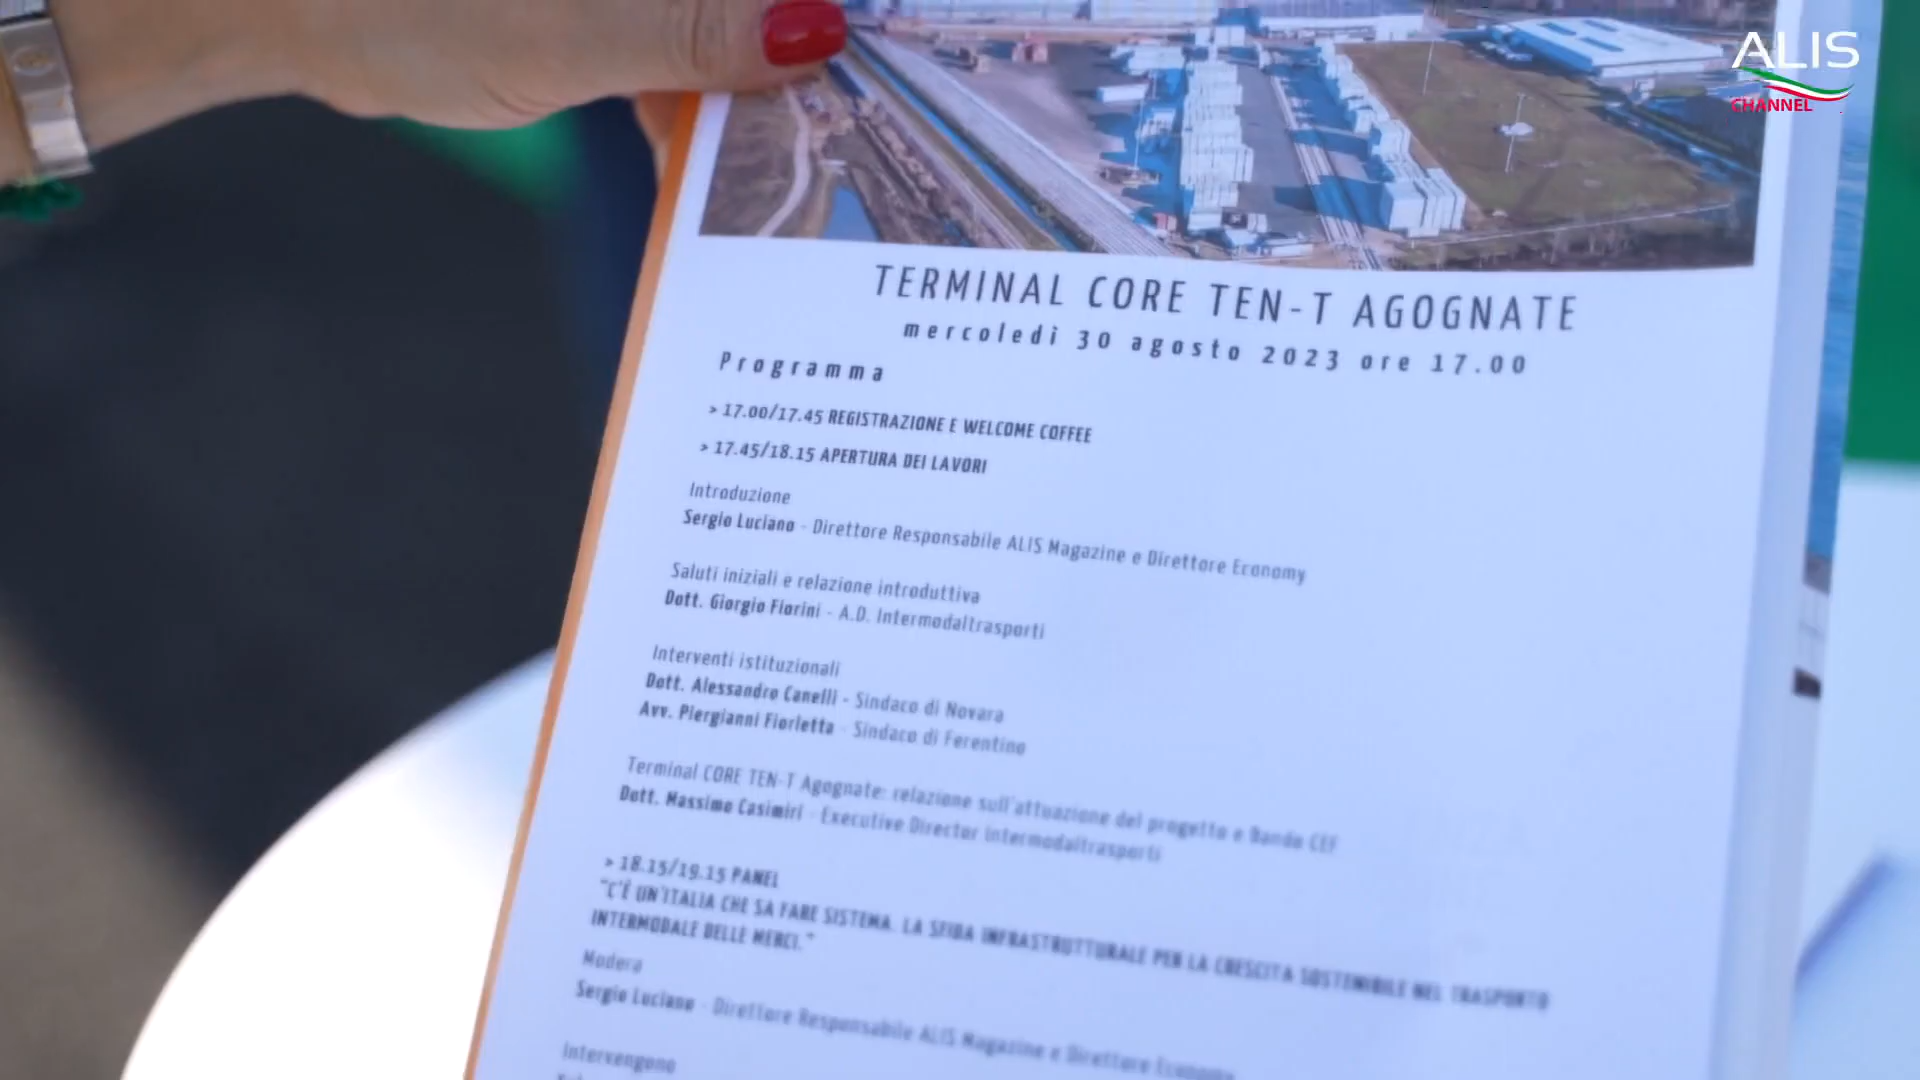 ALIS
CHANNEL
TERMINAL CORE TEN-T AGOGNATE
mercoledì 30 agosto 2023 ore 17.00
Programma
> 17.00/17.45 REGISTRAZIONE E WELCOME COFFEE
> 17.45/18.15 APERTURA DEI LAVORI
Introduzione
Sergio Luciano - Direttore Responsabile ALIS Magazine e Direttore Economy
Saluti iniziali e relazione introduttiva
Dott. Giorgio Fiorini - A.D. Intermodaltrasporti
Interventi istituzionali
Dott. Alessandro Canelli - Sindaco di Novara
Avv. Piergianni Fiorletta - Sindaco di Ferentino
Terminal CORE TEN-T Agognate: relazione sull'attuazione del progetto e Bando CEF
Dott. Massimo Casimiri - Executive Director Intermodaltrasporti
> 18.15/19.15 PANEL
"C'È UN'ITALIA CHE SA FARE SISTEMA. LA SFIDA INFRASTRUTTURALE PER LA CRESCITA SOSTENIBILE NEL TRASPORTO
INTERMODALE DELLE MERCI."
Modera
Sergio Luciano - Direttore Responsabile ALIS Magazine e Direttore Economy
Intervengono